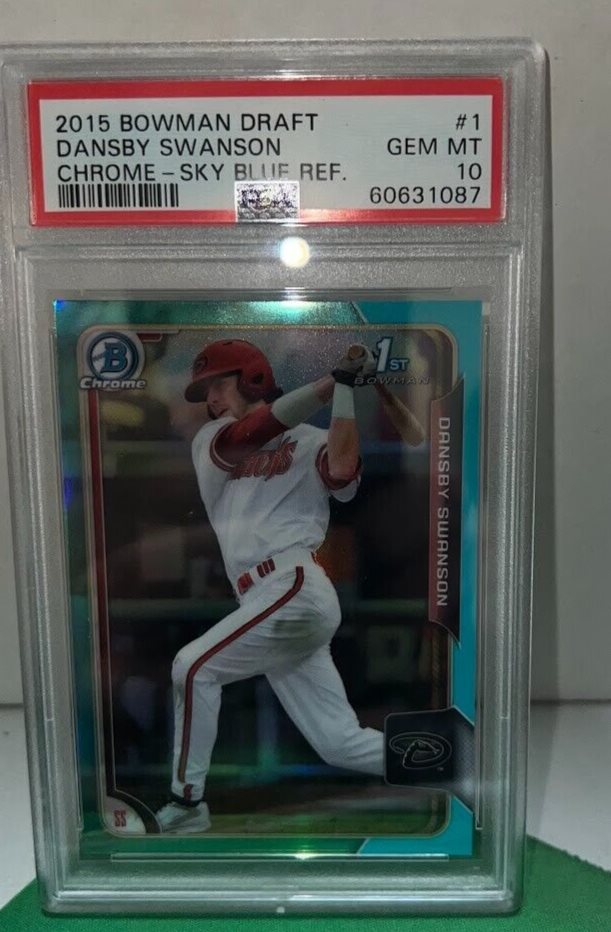 2015 BOWMAN DRAFT #1
DANSBY SWANSON GEM MT
CHROME – SKY BLUE REF. 10
60631087
PSA
B
Chrome
1ST
BOWMAN
DANSBY SWANSON
SS